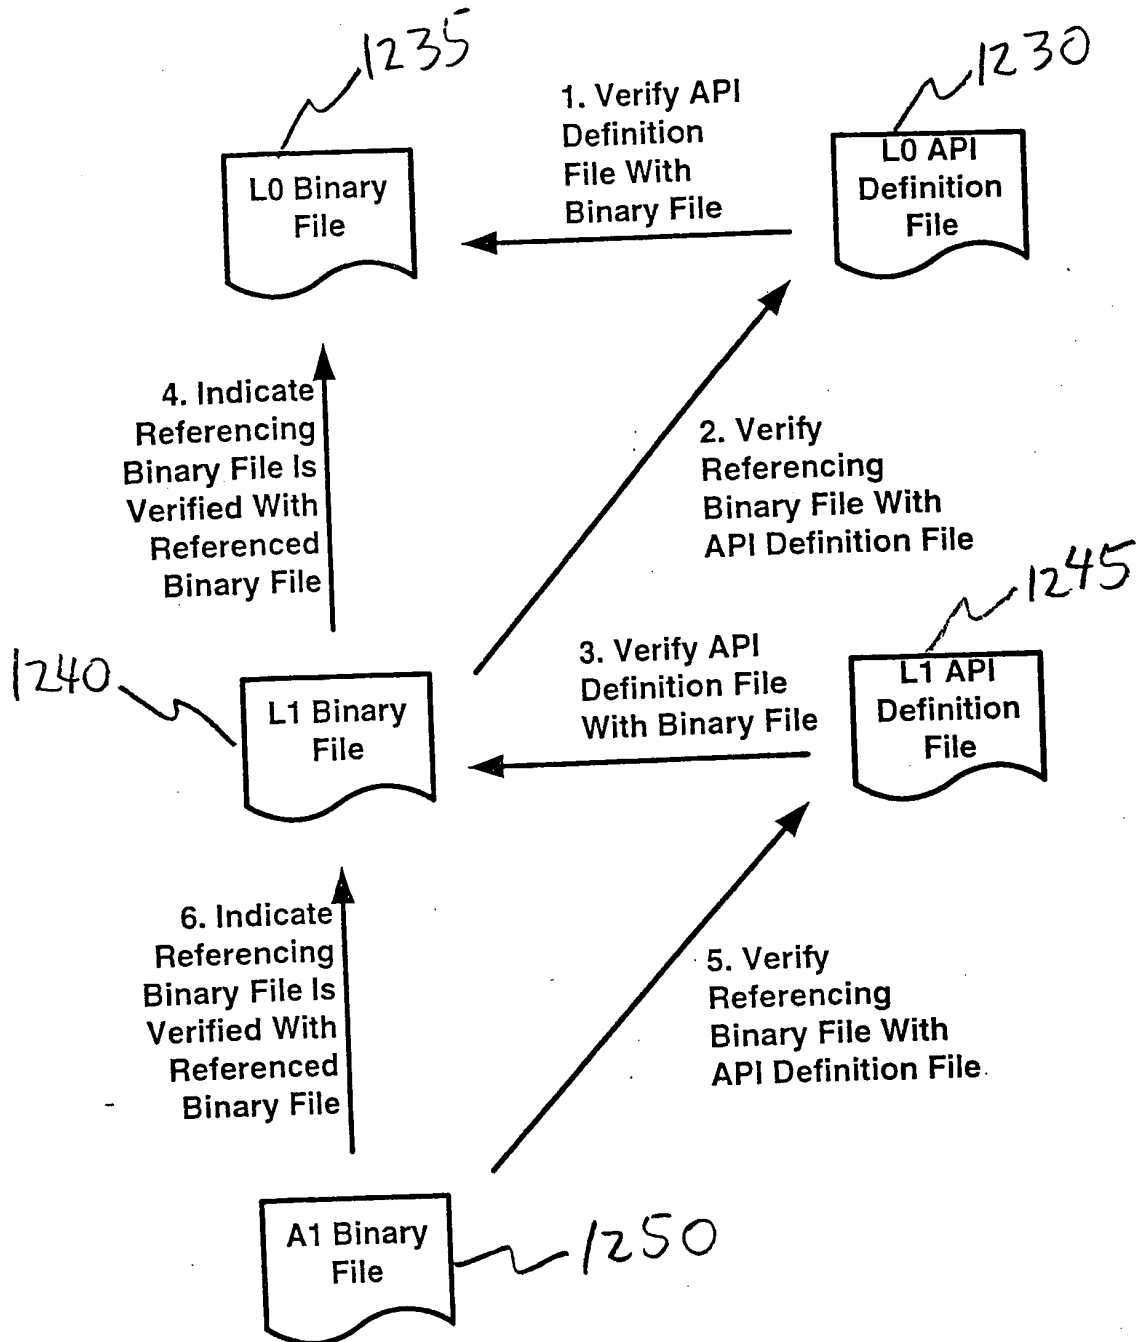 1235
1230
1. Verify API
Definition
File With
Binary File
L0 Binary
File
L0 API
Definition
File
4. Indicate
Referencing
Binary File Is
Verified With
Referenced
Binary File
2. Verify
Referencing
Binary File With
API Definition File
1245
1240
3. Verify API
Definition File
With Binary File
L1 Binary
File
L1 API
Definition
File
6. Indicate
Referencing
Binary File Is
Verified With
Referenced
Binary File
5. Verify
Referencing
Binary File With
API Definition File
A1 Binary
File
1250